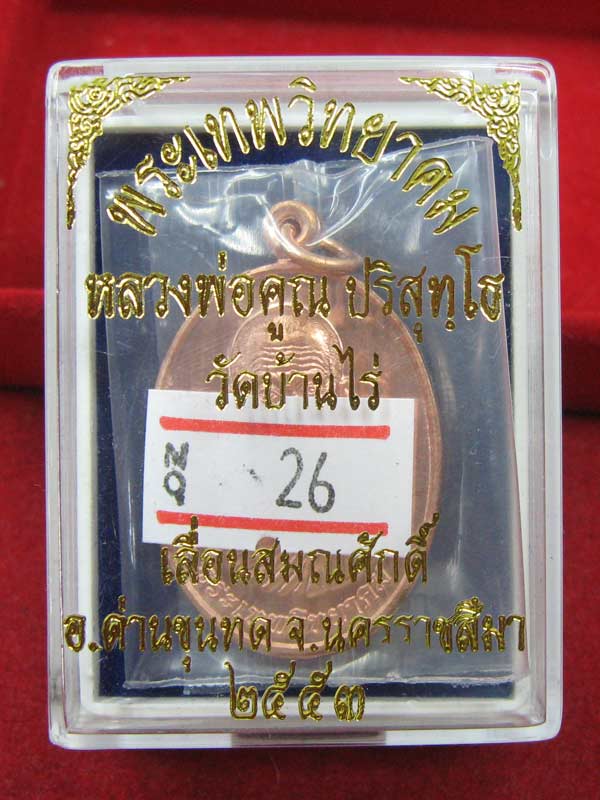 พระเทพวิทยาคม
หลวงพ่อคูณ ปริสุทฺโธ
วัดบ้านไร่
NO 26
เลื่อนสมณศักดิ์
อ.ด่านขุนทด จ.นครราชสีมา
๒๕๕๓